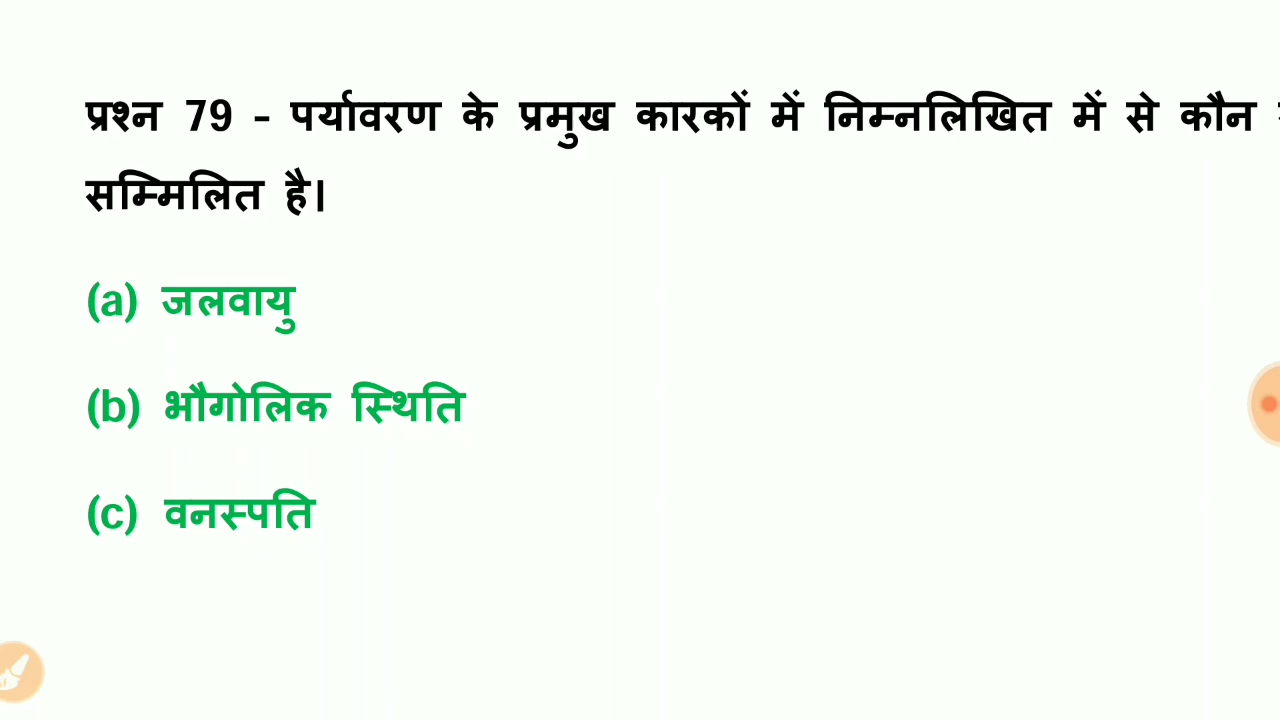 प्रश्न 79 - पर्यावरण के प्रमुख कारकों में निम्नलिखित में से कौन
सम्मिलित है।
(a) जलवायु
(b) भौगोलिक स्थिति
(c) वनस्पति